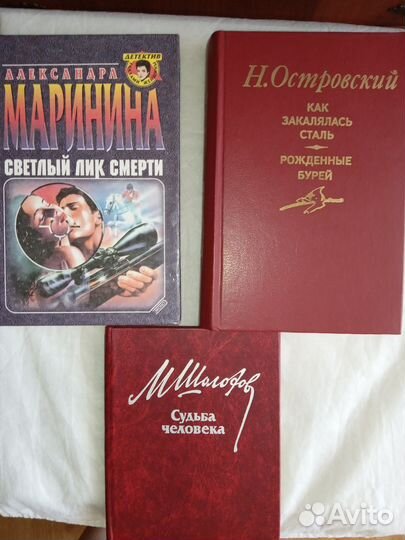 АЛЕКСАНДРА
ДЕТЕКТИВ
МАРИНИНА
СВЕТЛЫЙ ЛИК СМЕРТИ
Н.Островский
КАК
ЗАКАЛЯЛАСЬ
СТАЛЬ
РОЖДЕННЫЕ
БУРЕЙ
М Шолохов
Судьба
человека
Avito